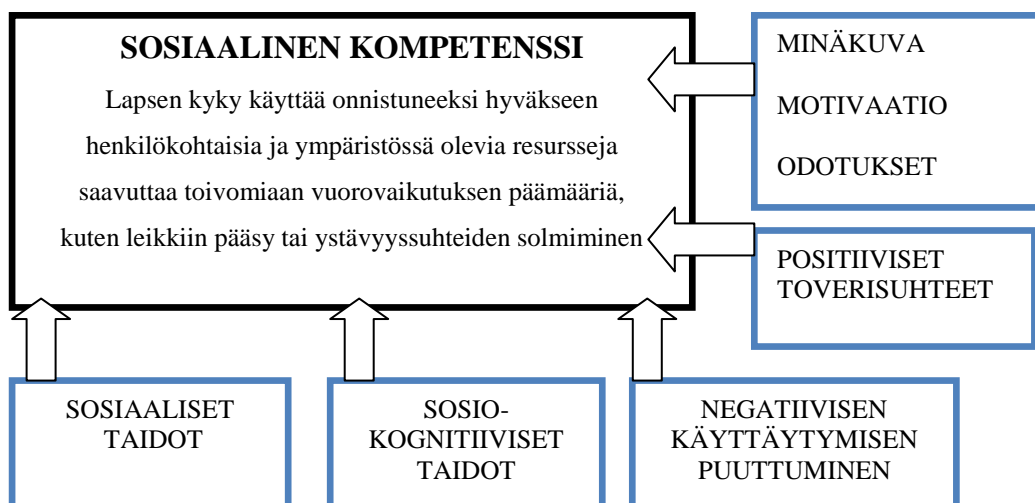 SOSIAALINEN KOMPETENSSI
Lapsen kyky käyttää onnistuneeksi hyväkseen
henkilökohtaisia ja ympäristössä olevia resursseja
saavuttaa toivomiaan vuorovaikutuksen päämääriä,
kuten leikkiin pääsy tai ystävyyssuhteiden solmiminen
MINÄKUVA
MOTIVAATIO
ODOTUKSET
POSITIIVISET
TOVERISUHTEET
SOSIAALISET
TAIDOT
SOSIO-
KOGNITIIVISET
TAIDOT
NEGATIIVISEN
KÄYTTÄYTYMISEN
PUUTTUMINEN